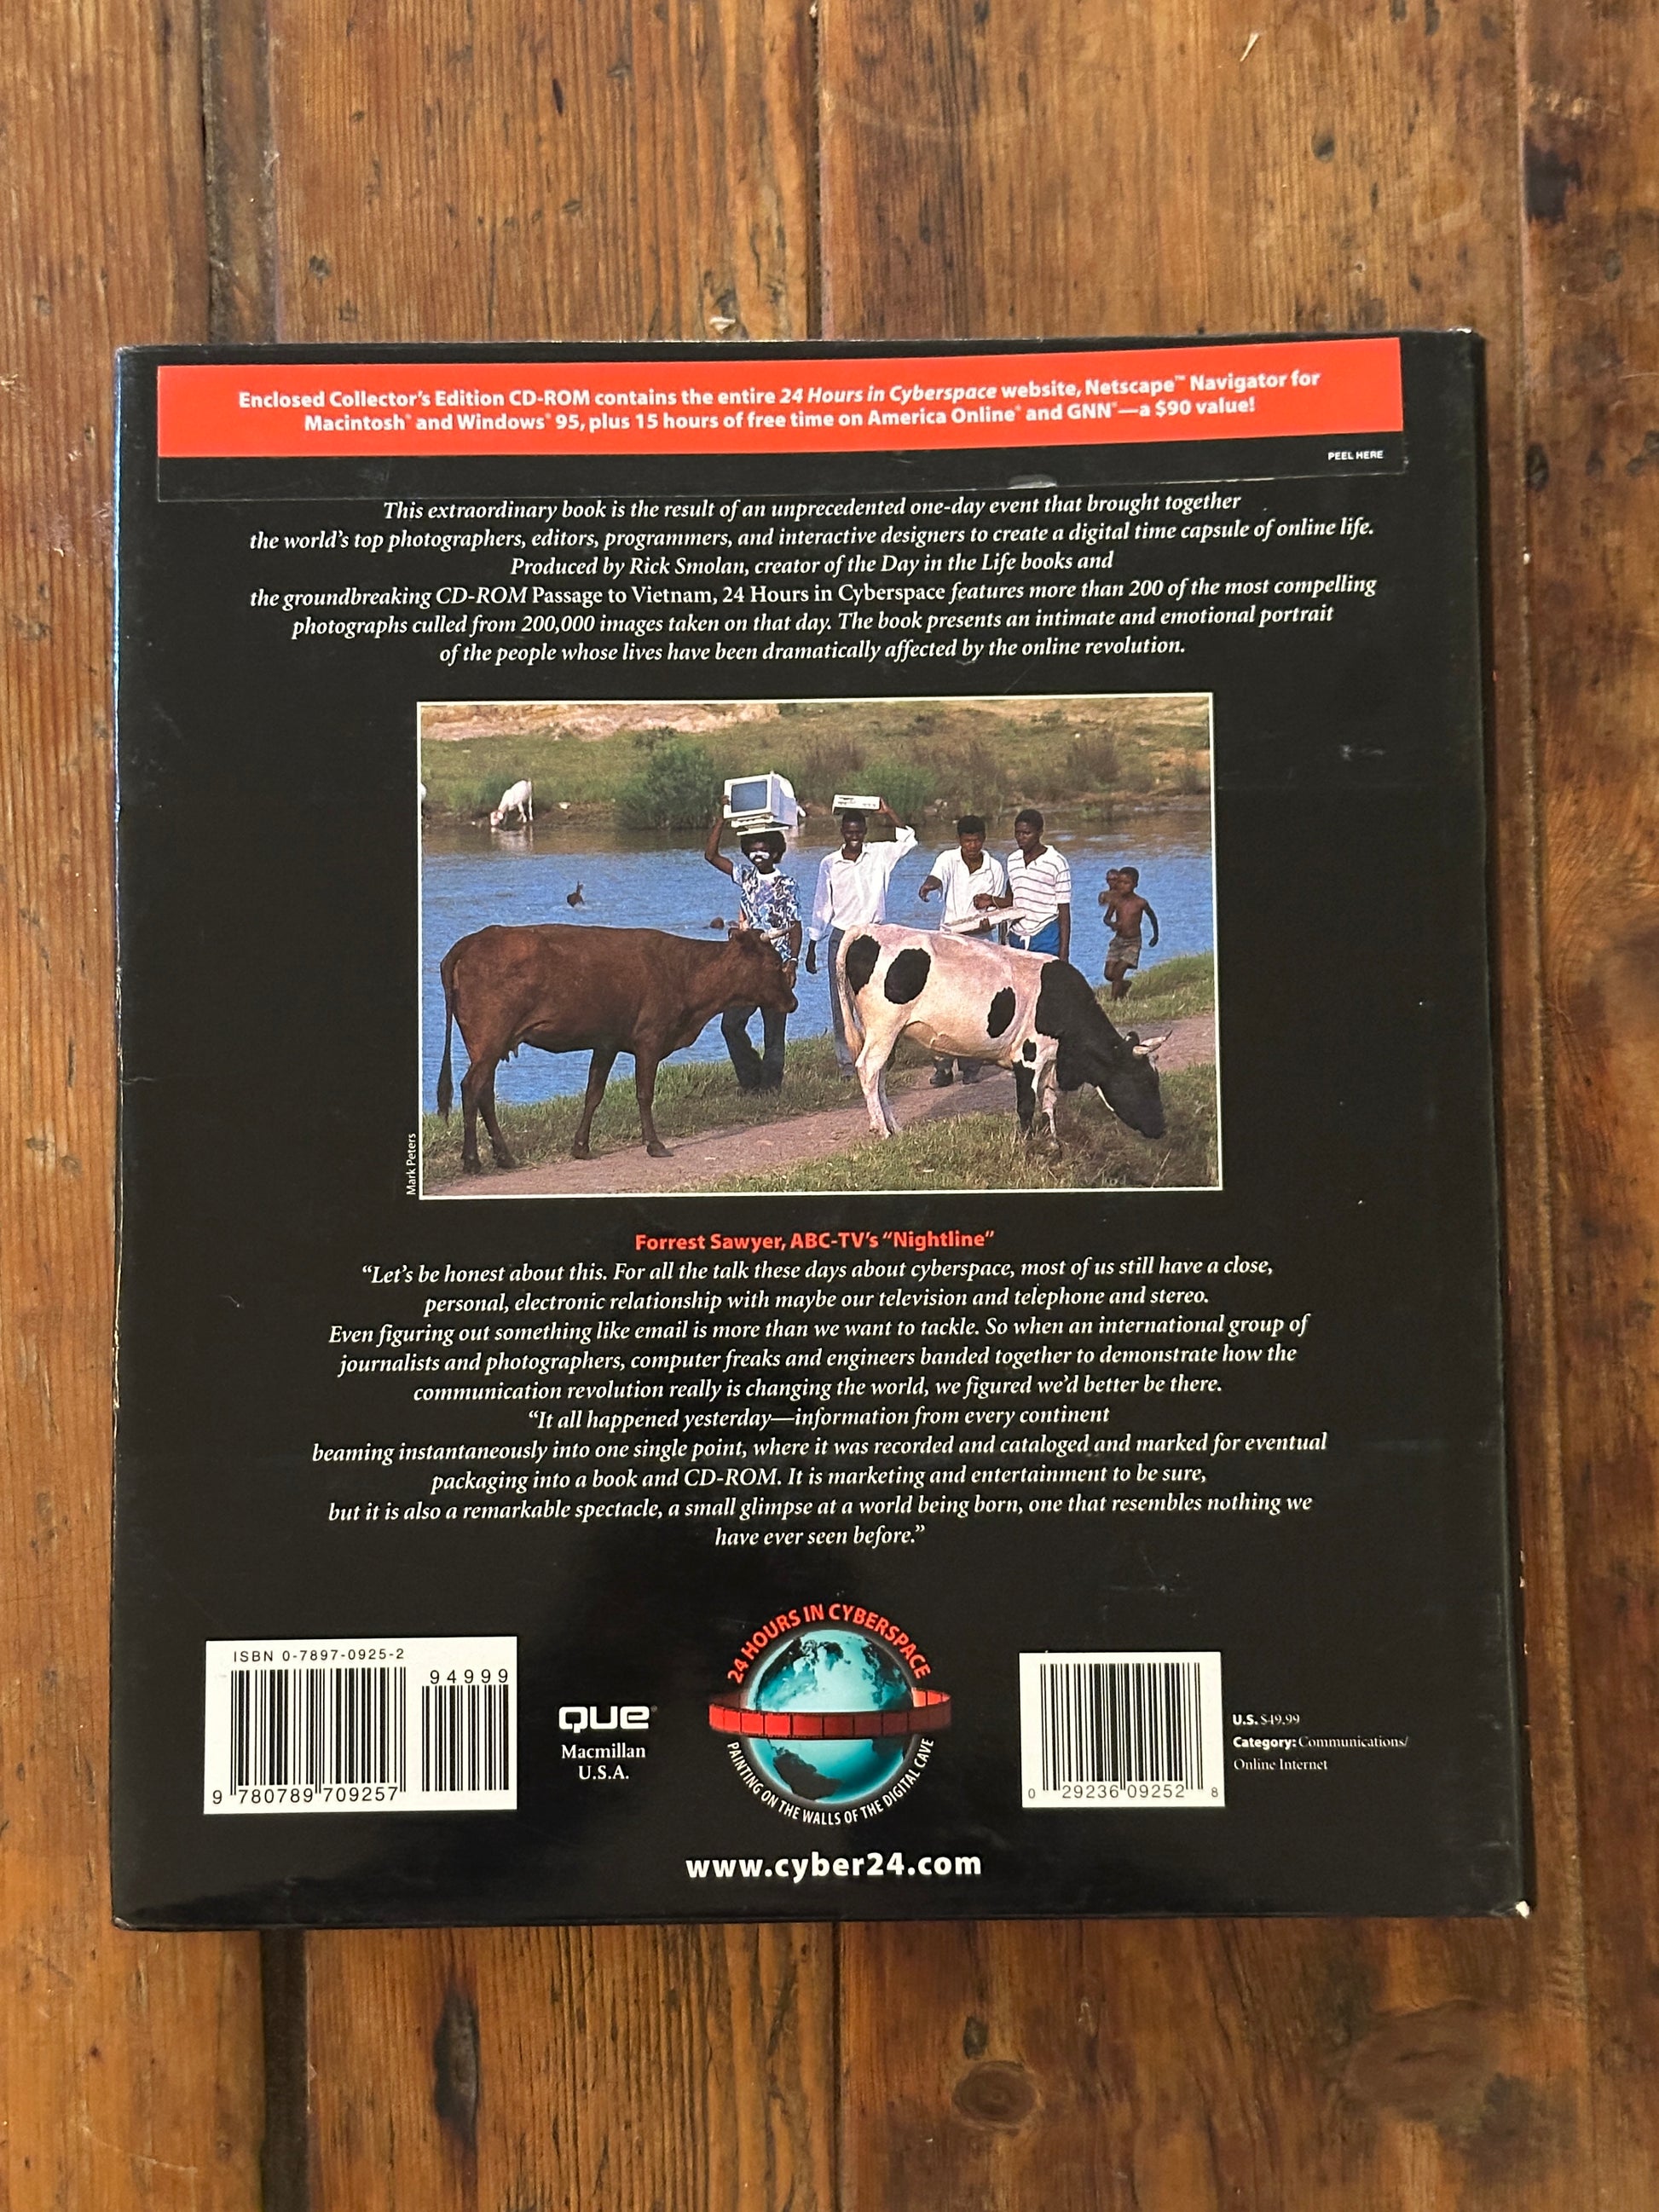 Enclosed Collector's Edition CD-ROM contains the entire 24 Hours in Cyberspace website, Netscape™ Navigator for
Macintosh® and Windows® 95, plus 15 hours of free time on America Online® and GNN®—a $90 value!
PEEL HERE
This extraordinary book is the result of an unprecedented one-day event that brought together
the world's top photographers, editors, programmers, and interactive designers to create a digital time capsule of online life.
Produced by Rick Smolan, creator of the Day in the Life books and
the groundbreaking CD-ROM Passage to Vietnam, 24 Hours in Cyberspace features more than 200 of the most compelling
photographs culled from 200,000 images taken on that day. The book presents an intimate and emotional portrait
of the people whose lives have been dramatically affected by the online revolution.
Mark Peters
Forrest Sawyer, ABC-TV's “Nightline”
“Let's be honest about this. For all the talk these days about cyberspace, most of us still have a close,
personal, electronic relationship with maybe our television and telephone and stereo.
Even figuring out something like email is more than we want to tackle. So when an international group of
journalists and photographers, computer freaks and engineers banded together to demonstrate how the
communication revolution really is changing the world, we figured we'd better be there.
“It all happened yesterday—information from every continent
beaming instantaneously into one single point, where it was recorded and cataloged and marked for eventual
packaging into a book and CD-ROM. It is marketing and entertainment to be sure,
but it is also a remarkable spectacle, a small glimpse at a world being born, one that resembles nothing we
have ever seen before.”
ISBN 0-7897-0925-2
94999
9 780789 709257
QUE®
Macmillan
U.S.A.
24 HOURS IN CYBERSPACE
PAINTING ON THE WALLS OF THE DIGITAL CAVE
0 29236 09252 8
U.S. $49.99
Category: Communications/
Online Internet
www.cyber24.com